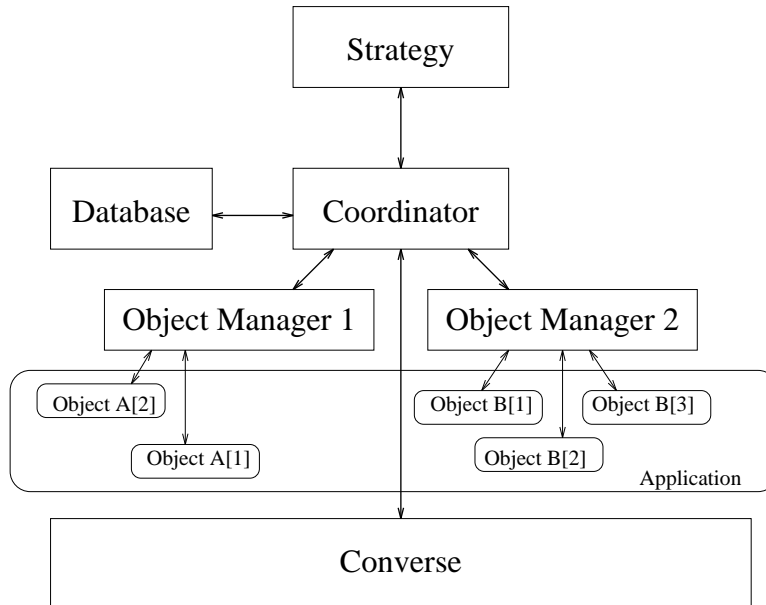 Strategy
Database
Coordinator
Object Manager 1
Object Manager 2
Object A[2]
Object B[1]
Object B[3]
Object A[1]
Object B[2]
Application
Converse